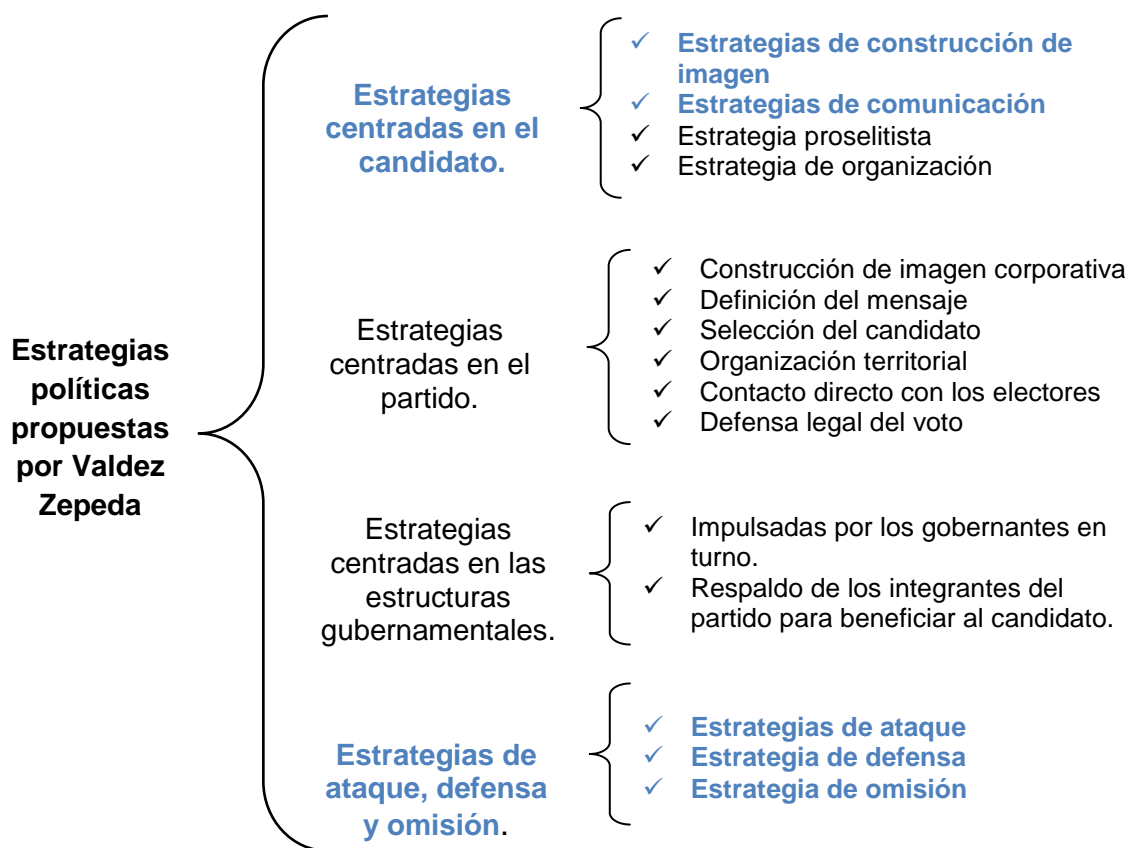 Estrategias
políticas
propuestas
por Valdez
Zepeda
Estrategias
centradas en el
candidato.
✓ Estrategias de construcción de
imagen
✓ Estrategias de comunicación
✓ Estrategia proselitista
✓ Estrategia de organización
Estrategias
centradas en el
partido.
✓ Construcción de imagen corporativa
✓ Definición del mensaje
✓ Selección del candidato
✓ Organización territorial
✓ Contacto directo con los electores
✓ Defensa legal del voto
Estrategias
centradas en las
estructuras
gubernamentales.
✓ Impulsadas por los gobernantes en
turno.
✓ Respaldo de los integrantes del
partido para beneficiar al candidato.
Estrategias de
ataque, defensa
y omisión.
✓ Estrategias de ataque
✓ Estrategia de defensa
✓ Estrategia de omisión